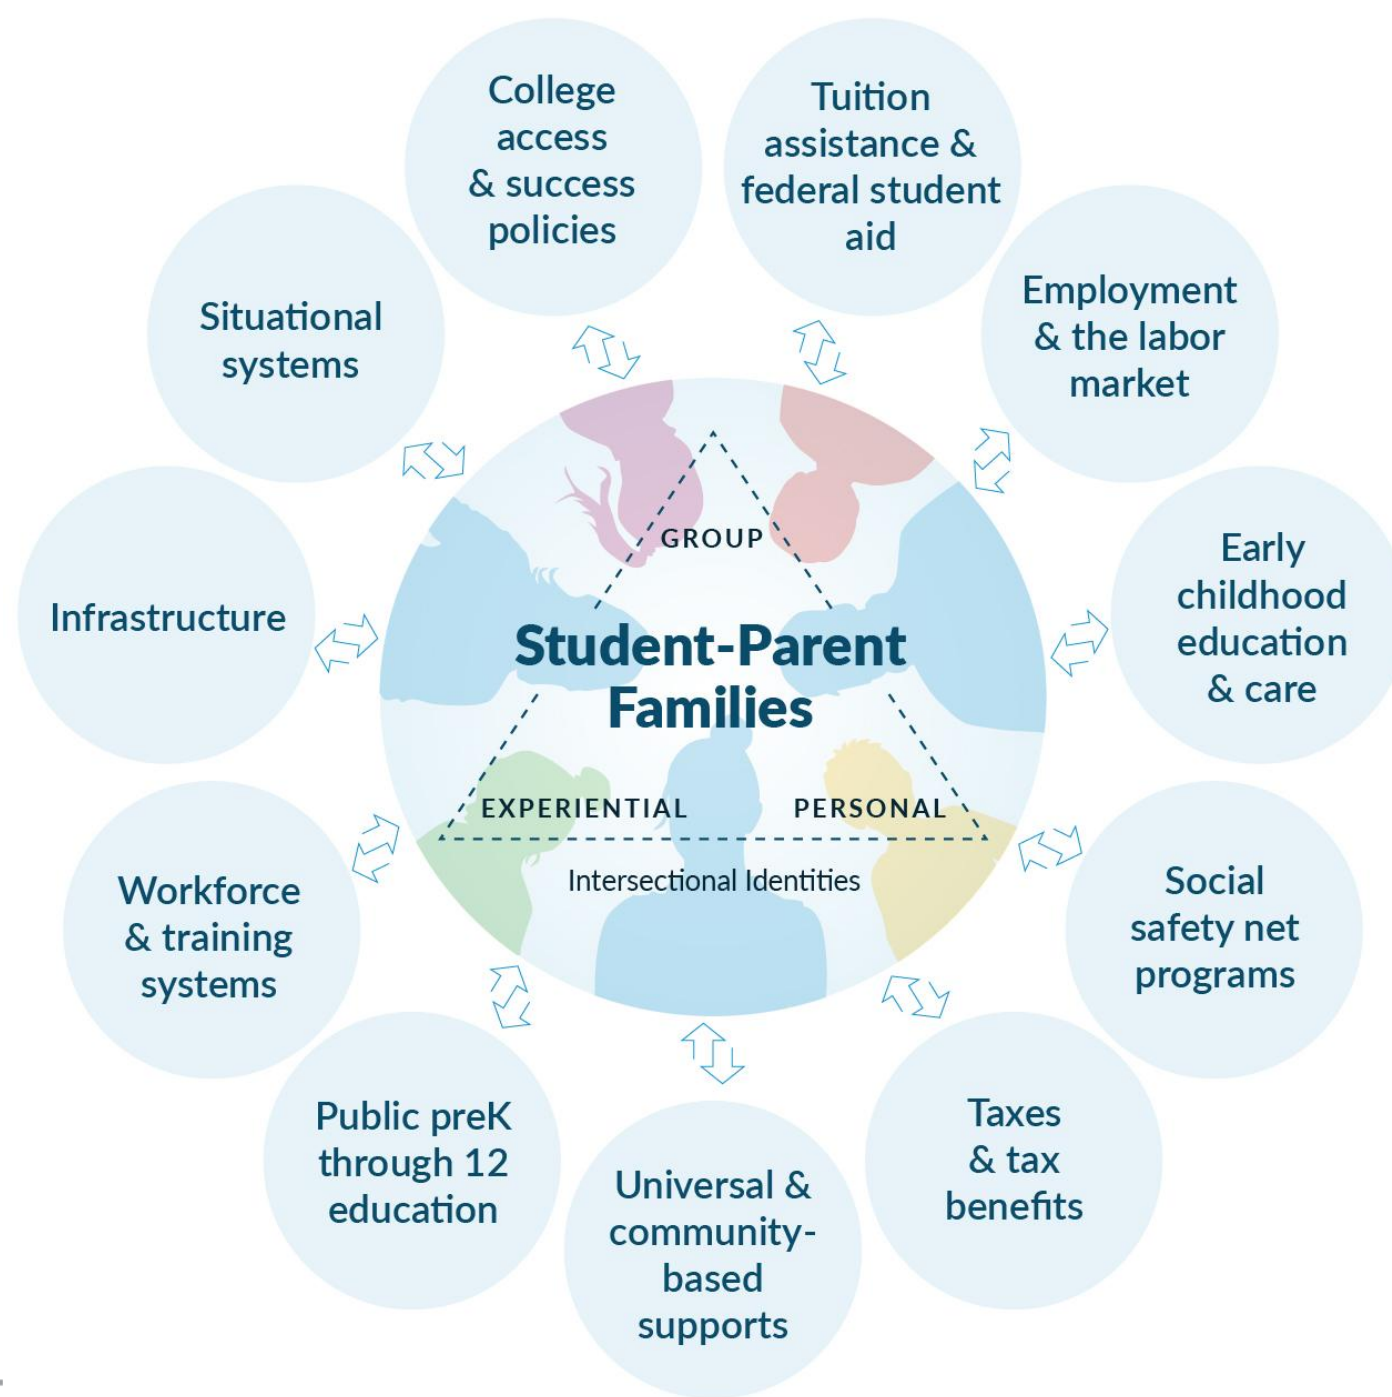 College
access
& success
policies
Tuition
assistance &
federal student
aid
Employment
& the labor
market
Early
childhood
education
& care
Social
safety net
programs
Taxes
& tax
benefits
Universal &
community-
based
supports
Public preK
through 12
education
Workforce
& training
systems
Infrastructure
Situational
systems
GROUP
Student-Parent
Families
EXPERIENTIAL
PERSONAL
Intersectional Identities